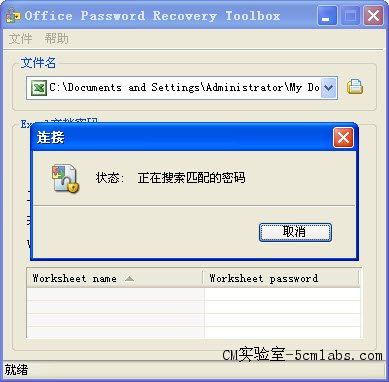 Office Password Recovery Toolbox
文件 帮助
文件名
C:\Documents and Settings\Administrator\My Do
连接
状态: 正在搜索匹配的密码
取消
Worksheet name Worksheet password
CM实验室-5cmlabs.com
就绪